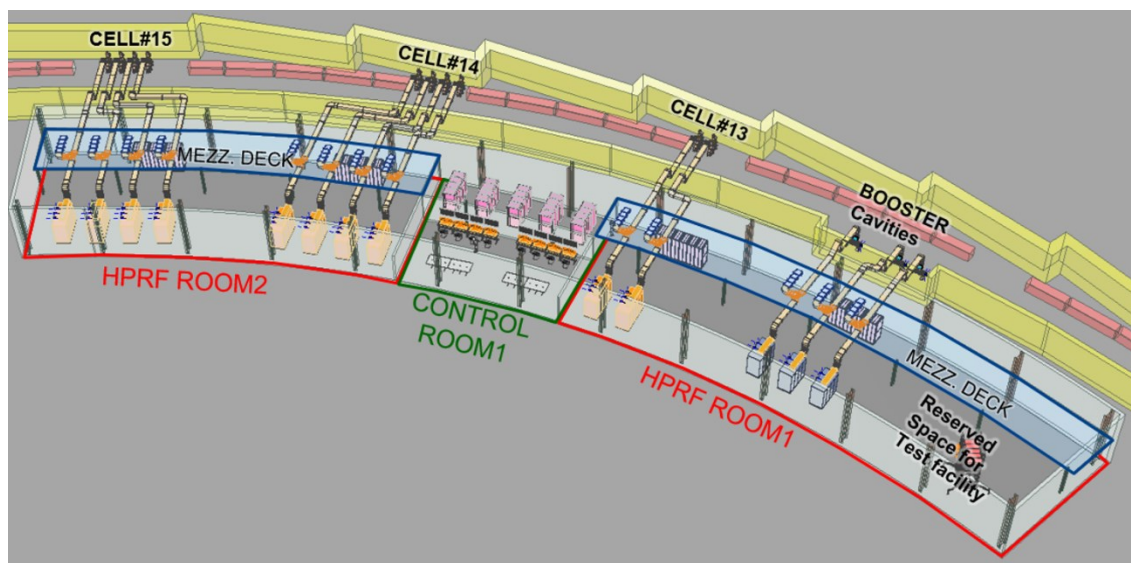 CELL#15
CELL#14
CELL#13
BOOSTER
Cavities
MEZZ. DECK
HPRF ROOM2
CONTROL
ROOM1
HPRF ROOM1
MEZZ. DECK
Reserved
Space for
Test facility